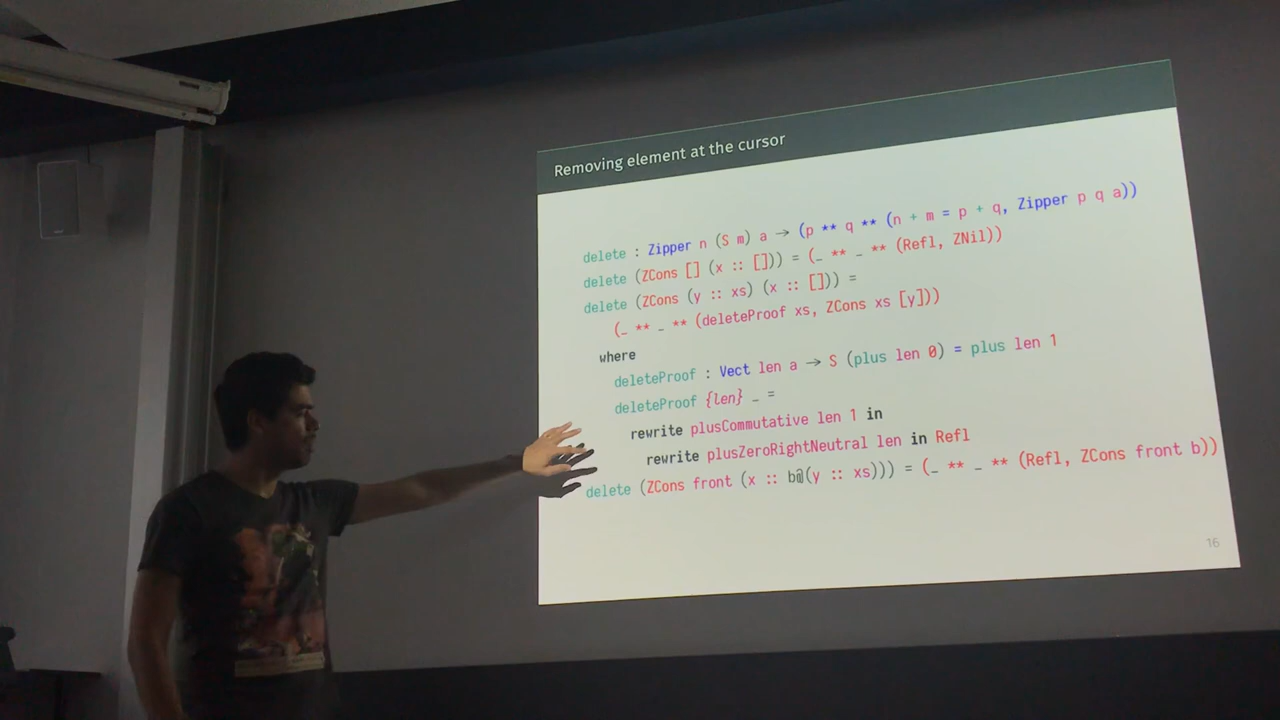 Removing element at the cursor
delete : Zipper n (S m) a → (p ** q ** (n + m = p + q, Zipper p q a))
delete (ZCons [] (x :: [])) = (_ ** _ ** (Refl, ZNil))
delete (ZCons (y :: xs) (x :: [])) =
(_ ** _ ** (deleteProof xs, ZCons xs [y]))
where
deleteProof : Vect len a → S (plus len 0) = plus len 1
deleteProof {len} _ =
rewrite plusCommutative len 1 in
rewrite plusZeroRightNeutral len in Refl
delete (ZCons front (x :: b@(y :: xs))) = (_ ** _ ** (Refl, ZCons front b))
16